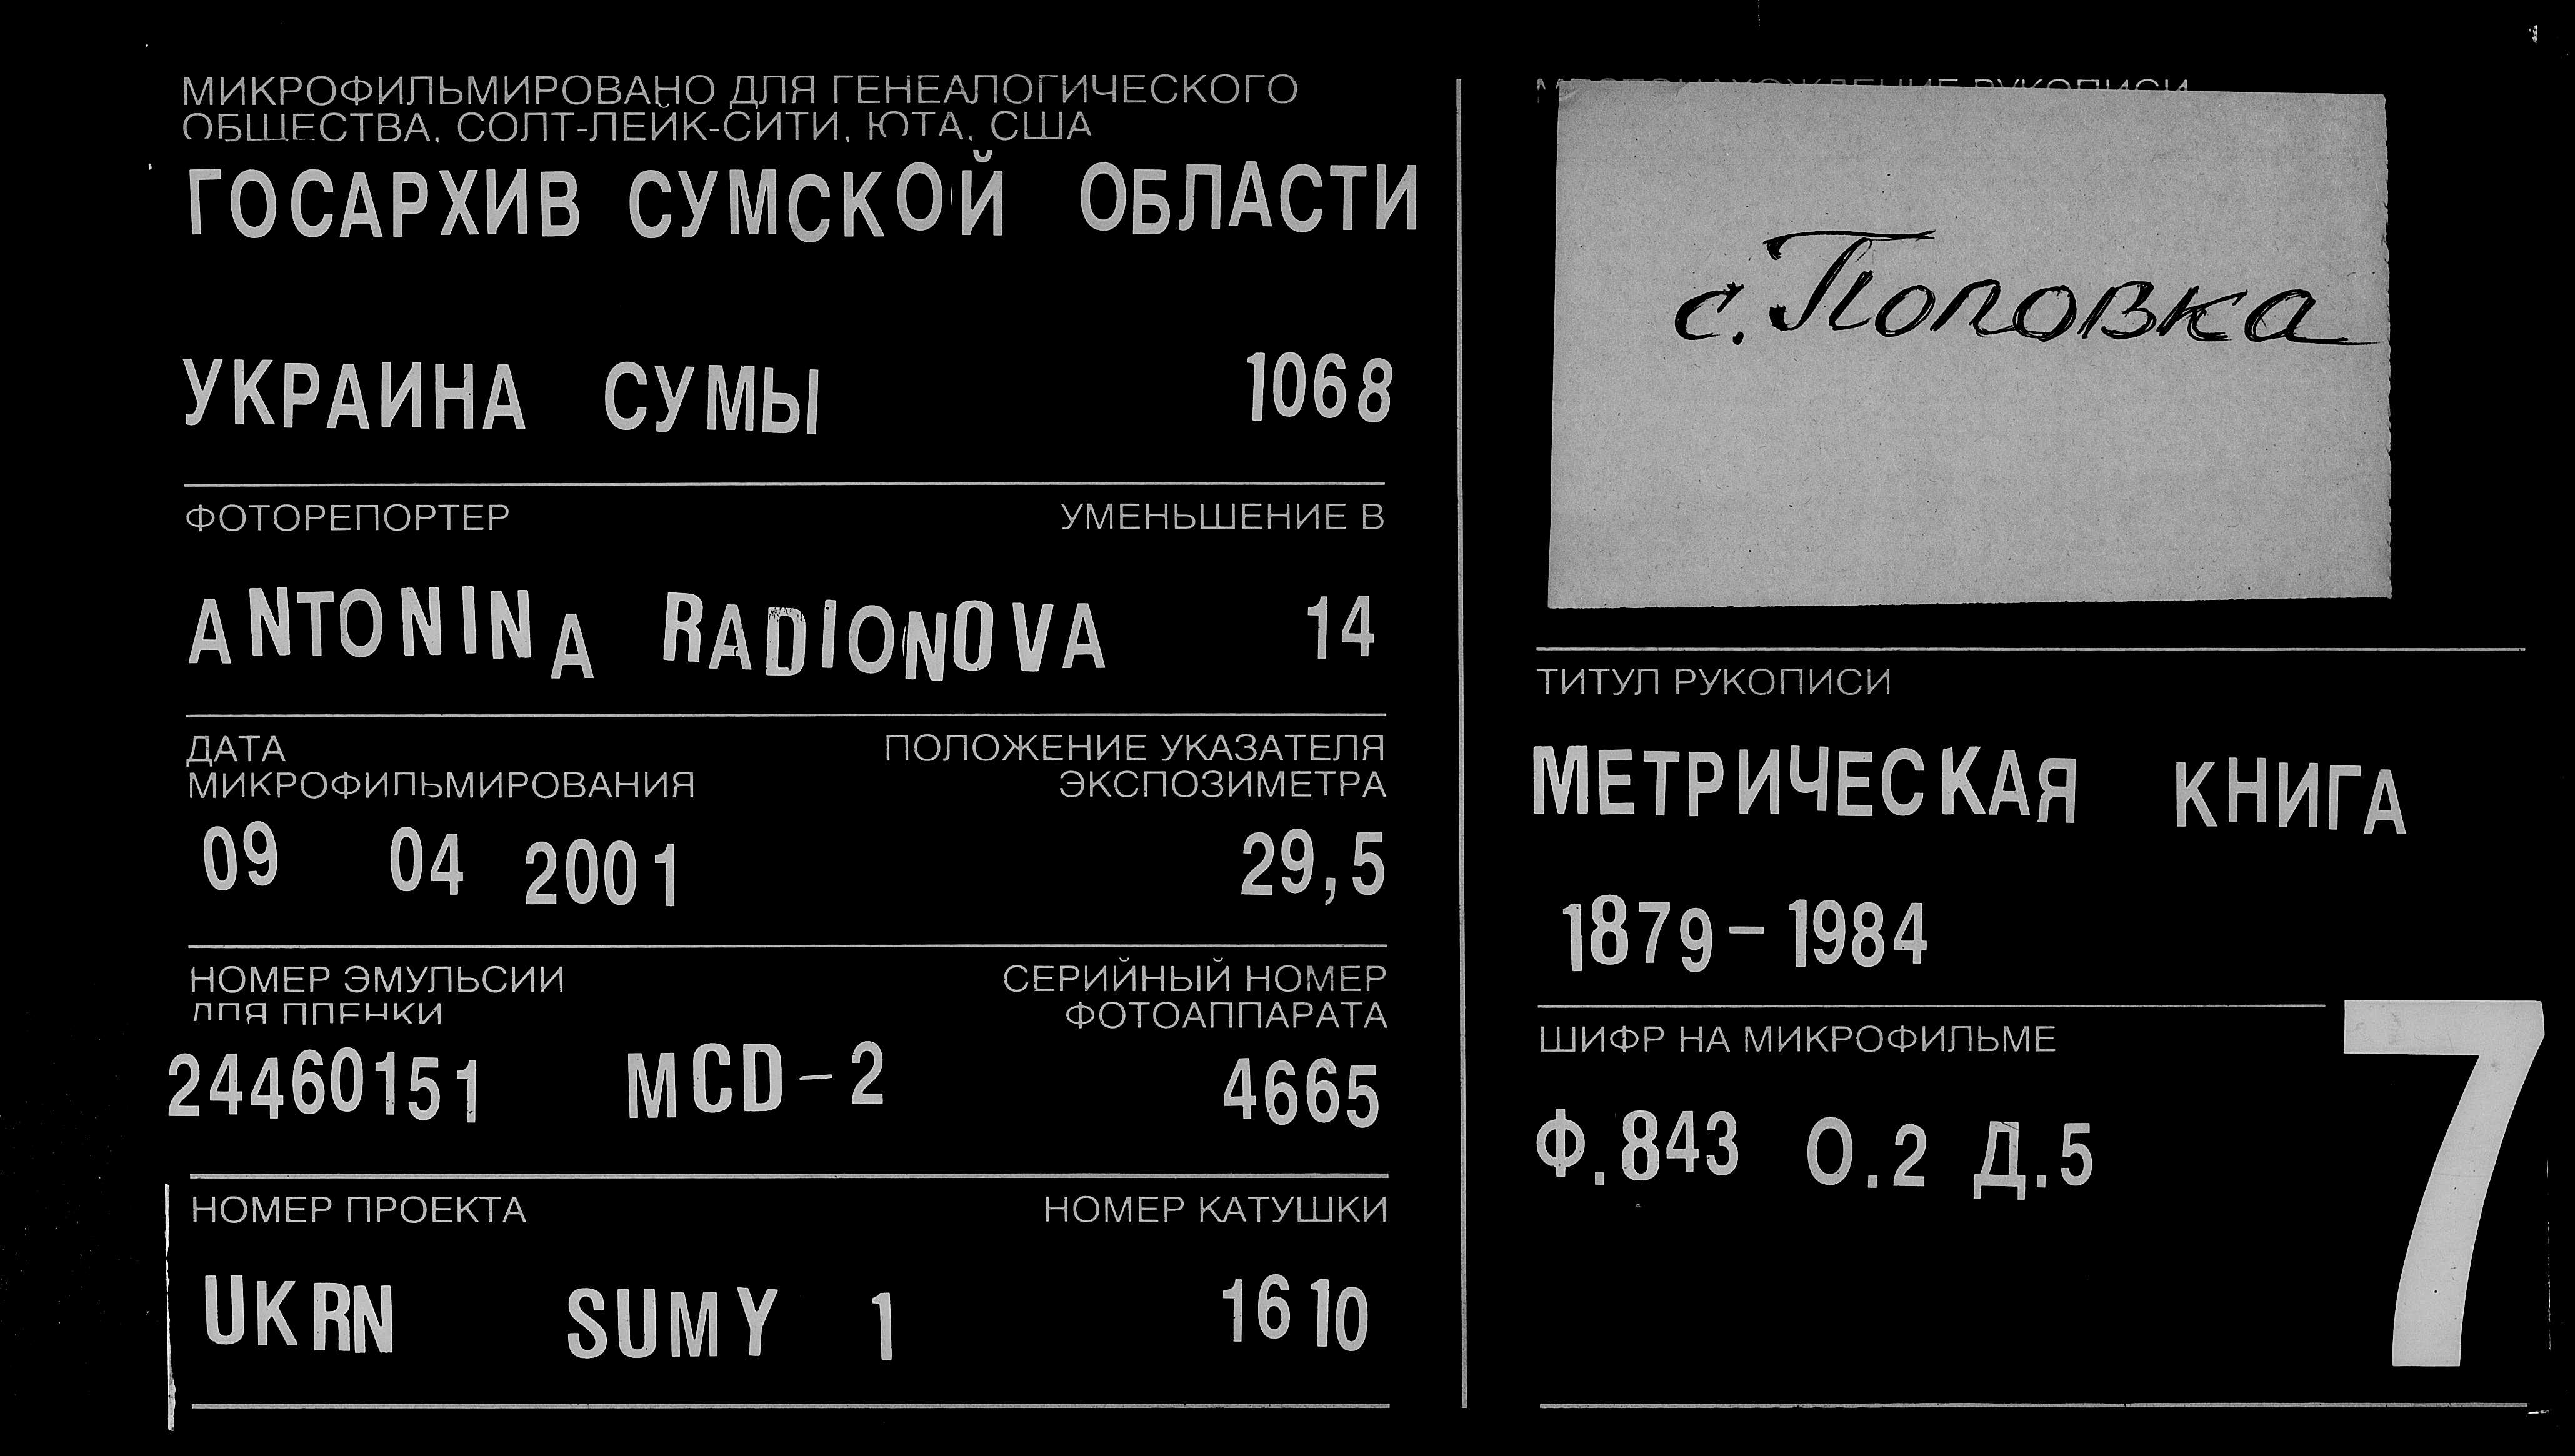 МИКРОФИЛЬМИРОВАНО ДЛЯ ГЕНЕАЛОГИЧЕСКОГО
ОБЩЕСТВА, СОЛТ-ЛЕЙК-СИТИ, ЮТА, США
ГОСАРХИВ СУМСКОЙ ОБЛАСТИ
УКРАИНА СУМЫ 1068
ФОТОРЕПОРТЕР УМЕНЬШЕНИЕ В
ANTONINA RADIONOVA 14
ДАТА ПОЛОЖЕНИЕ УКАЗАТЕЛЯ
МИКРОФИЛЬМИРОВАНИЯ ЭКСПОЗИМЕТРА
09 04 2001 29,5
НОМЕР ЭМУЛЬСИИ СЕРИЙНЫЙ НОМЕР
ДЛЯ ПЛЕНКИ ФОТОАППАРАТА
24460151 MCD-2 4665
НОМЕР ПРОЕКТА НОМЕР КАТУШКИ
UKRN SUMY 1 1610
МЕСТОНАХОЖДЕНИЕ РУКОПИСИ
с. Поповка
ТИТУЛ РУКОПИСИ
МЕТРИЧЕСКАЯ КНИГА
1879-1984
ШИФР НА МИКРОФИЛЬМЕ
Ф.843 О.2 Д.5
7